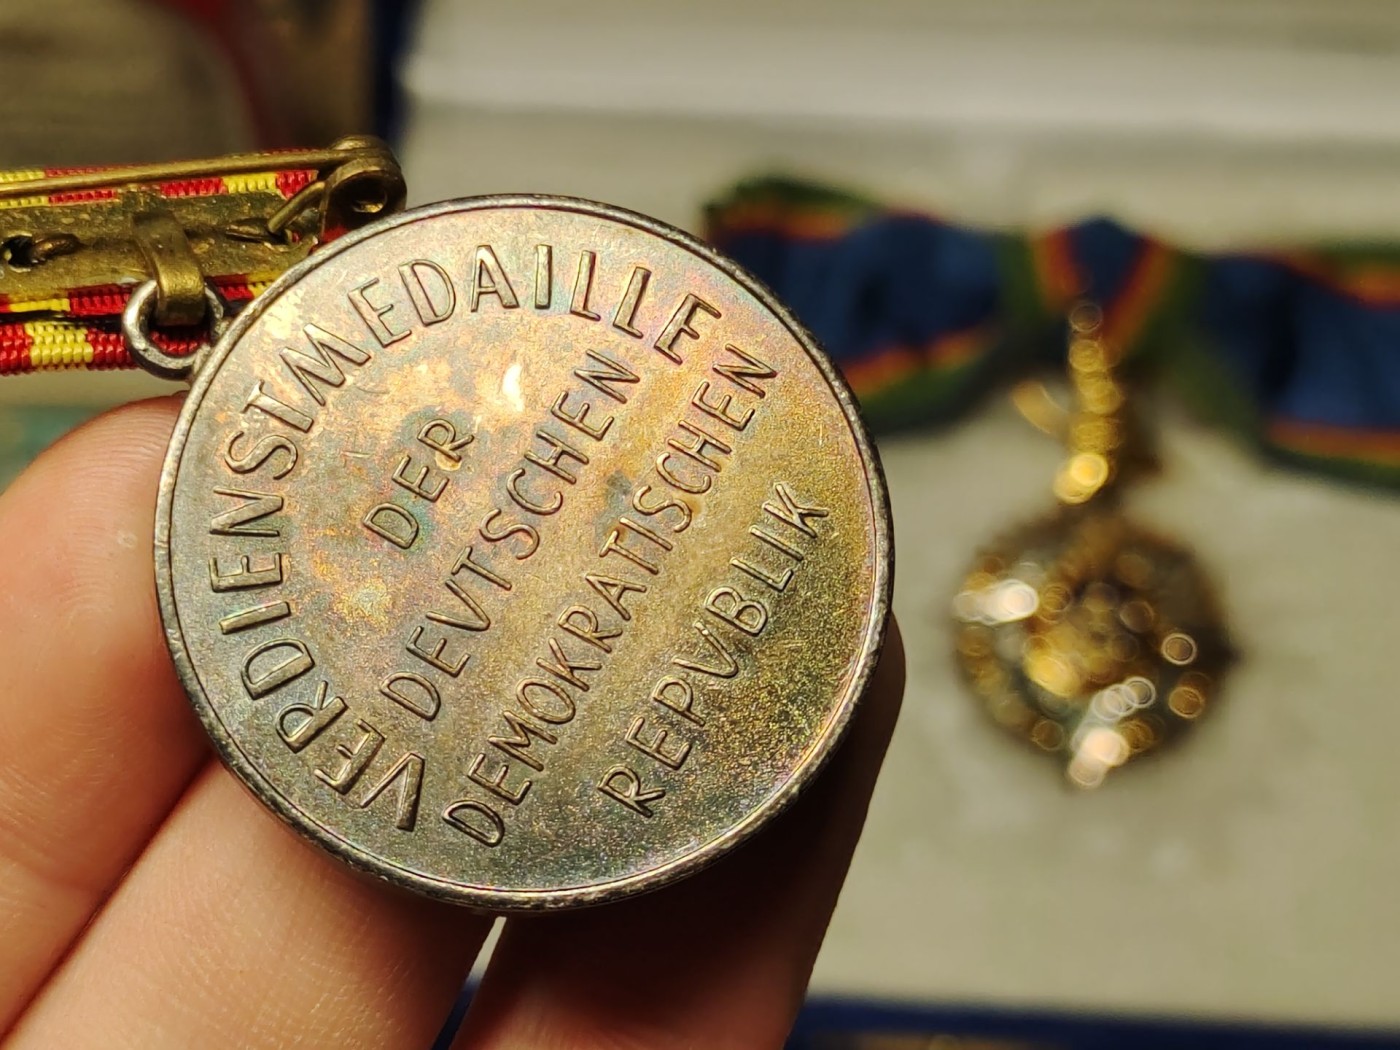 VERDIENSTMEDAILLE
DER
DEVTSCHEN
DEMOKRATISCHEN
REPVBLIK